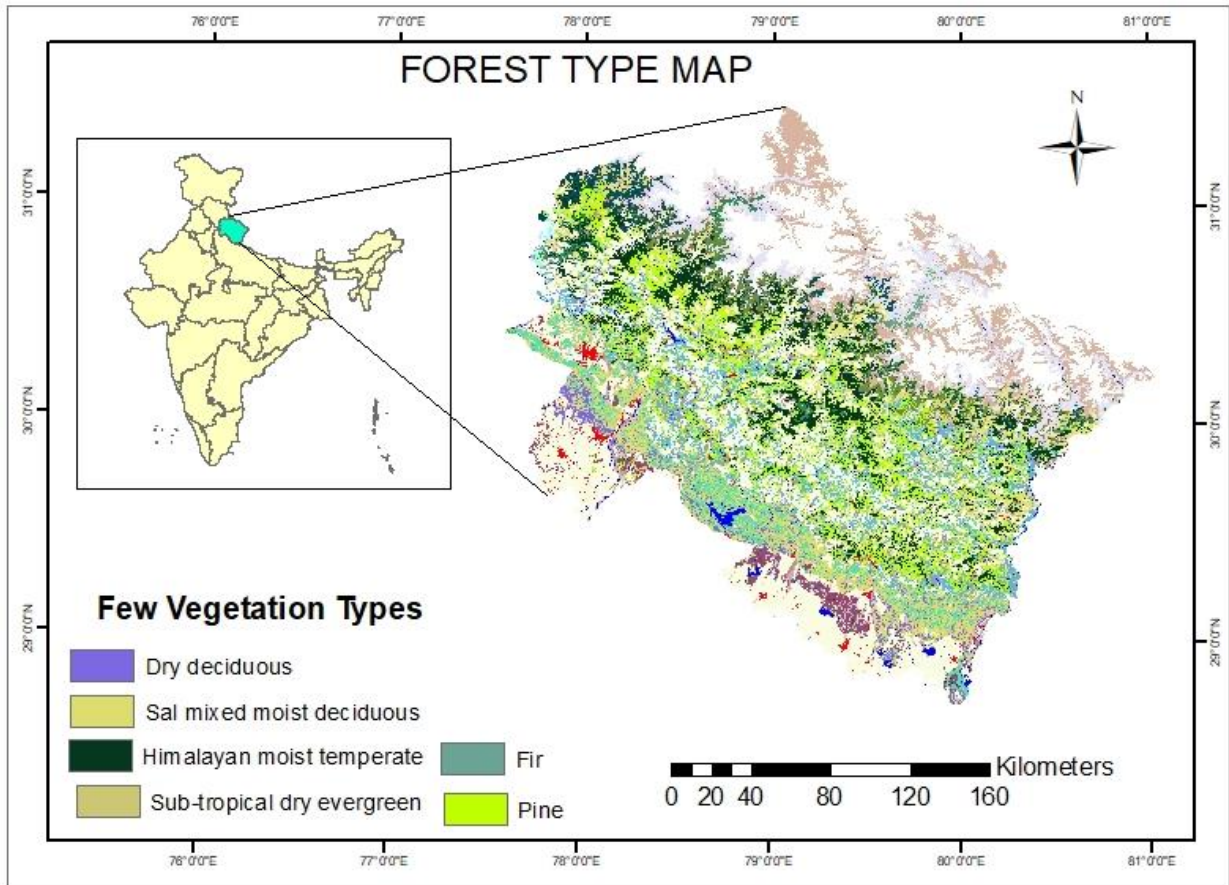 76°0'0"E 77°0'0"E 78°0'0"E 79°0'0"E 80°0'0"E 81°0'0"E
FOREST TYPE MAP
N
31°0'0"N
31°0'0"N
30°0'0"N
30°0'0"N
29°0'0"N
29°0'0"N
Few Vegetation Types
Dry deciduous
Sal mixed moist deciduous
Himalayan moist temperate
Sub-tropical dry evergreen
Fir
Pine
Kilometers
0 20 40 80 120 160
76°0'0"E 77°0'0"E 78°0'0"E 79°0'0"E 80°0'0"E 81°0'0"E